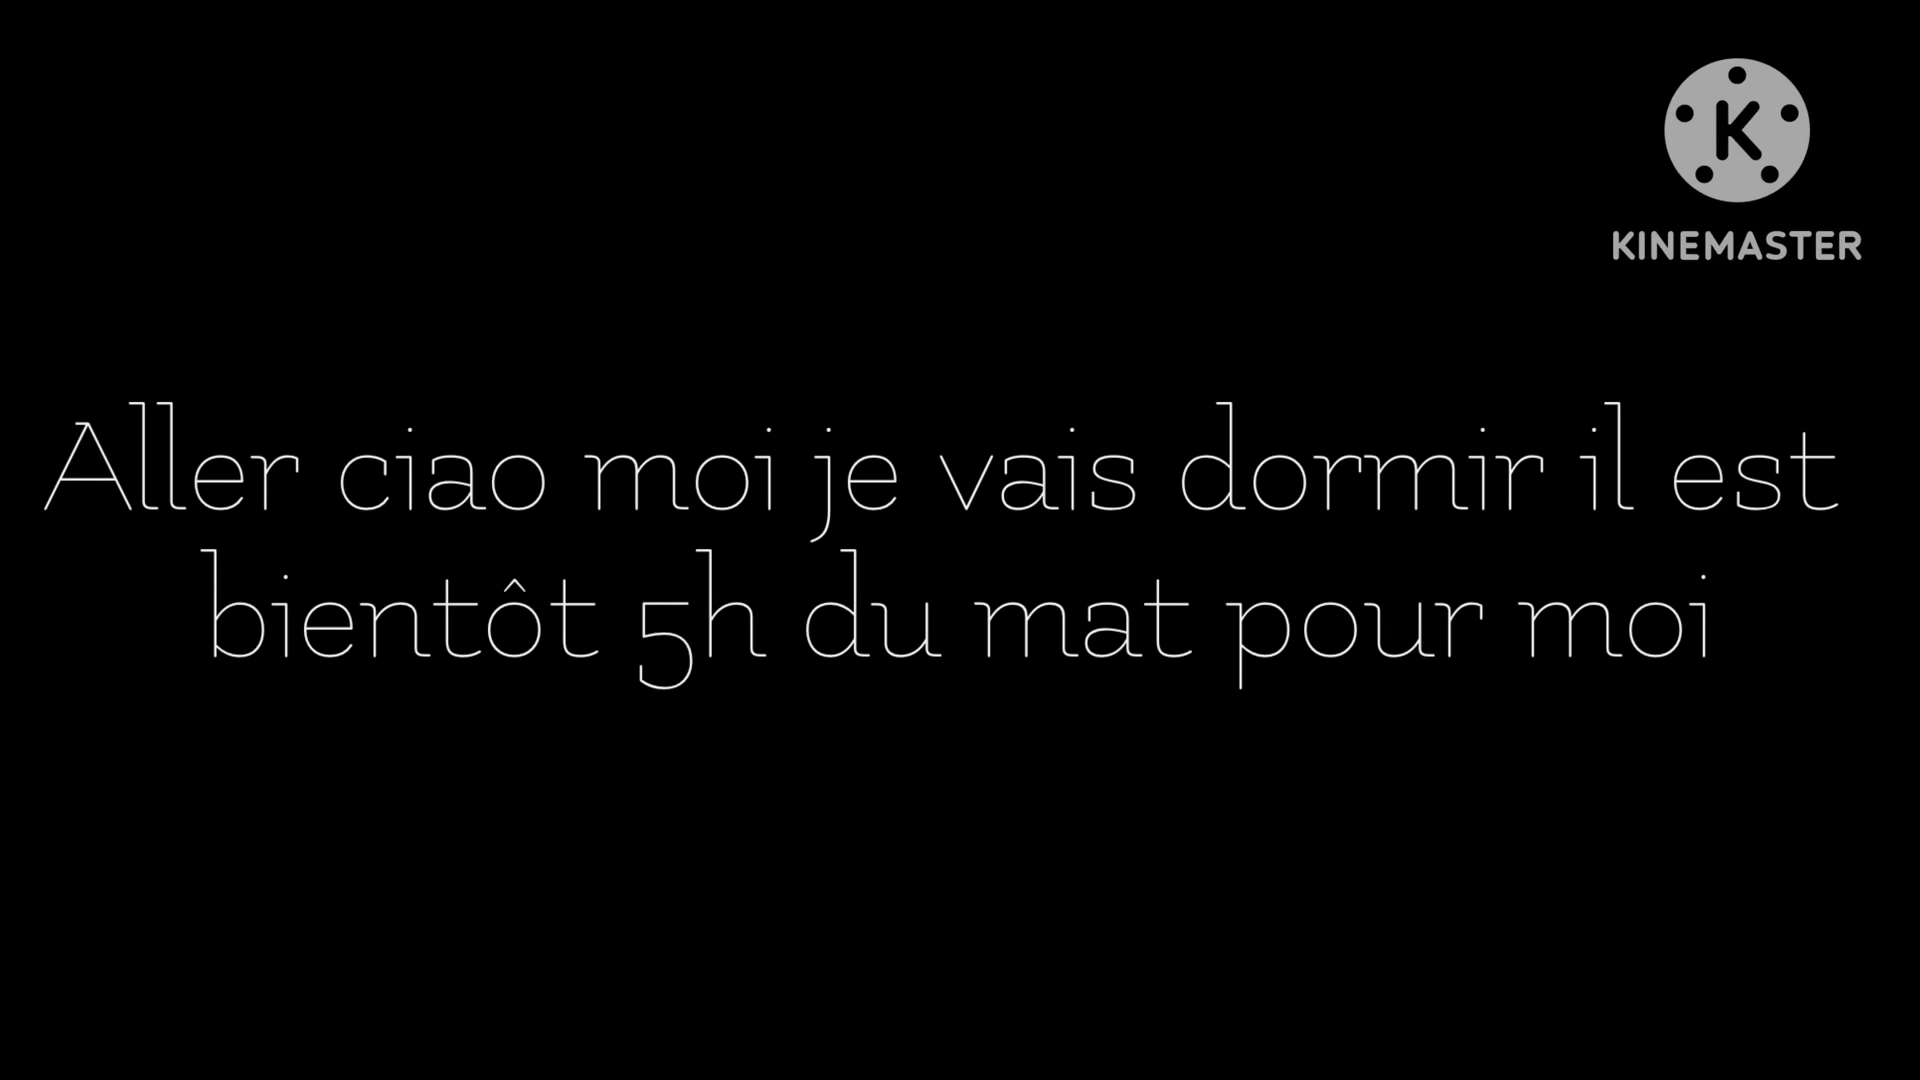 KINEMASTER
Aller ciao moi je vais dormir il est
bientôt 5h du mat pour moi